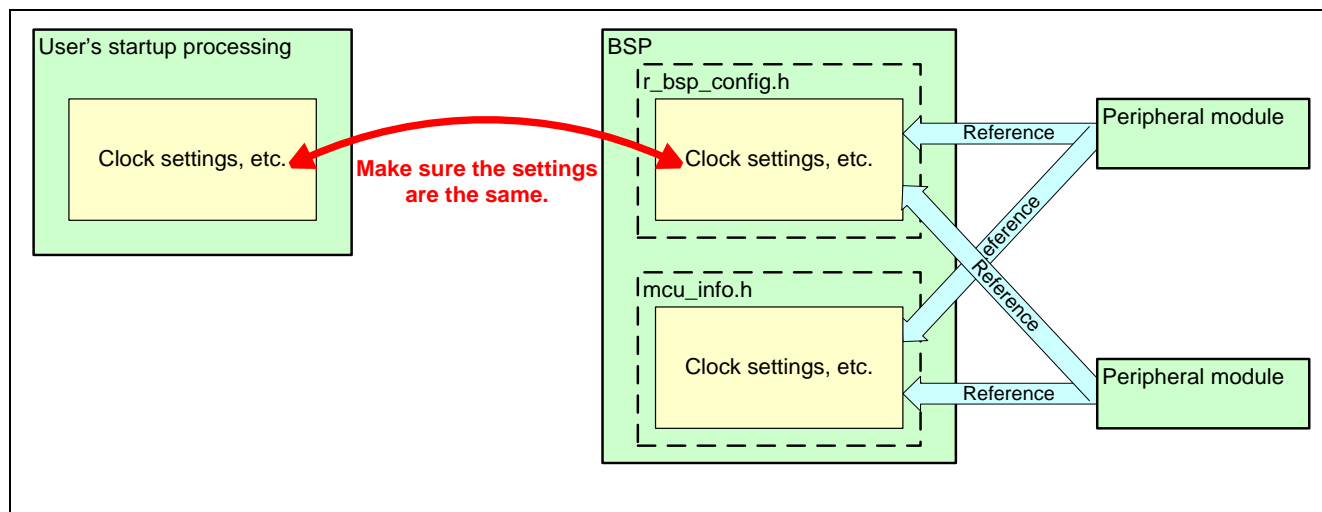 User's startup processing
Clock settings, etc.
Make sure the settings
are the same.
BSP
r_bsp_config.h
Clock settings, etc.
mcu_info.h
Clock settings, etc.
Reference
Reference
Reference
Reference
Peripheral module
Peripheral module